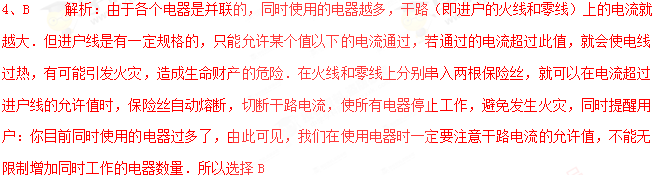 4、B 解析：由于各个电器是并联的，同时使用的电器越多，干路（即进户的火线和零线）上的电流就
越大．但进户线是有一定规格的，只能允许某个值以下的电流通过，若通过的电流超过此值，就会使电线
过热，有可能引发火灾，造成生命财产的危险．在火线和零线上分别串入两根保险丝，就可以在电流超过
进户线的允许值时，保险丝自动熔断，切断干路电流，使所有电器停止工作，避免发生火灾，同时提醒用
户：你目前同时使用的电器过多了，由此可见，我们在使用电器时一定要注意干路电流的允许值，不能无
限制增加同时工作的电器数量．所以选择 B